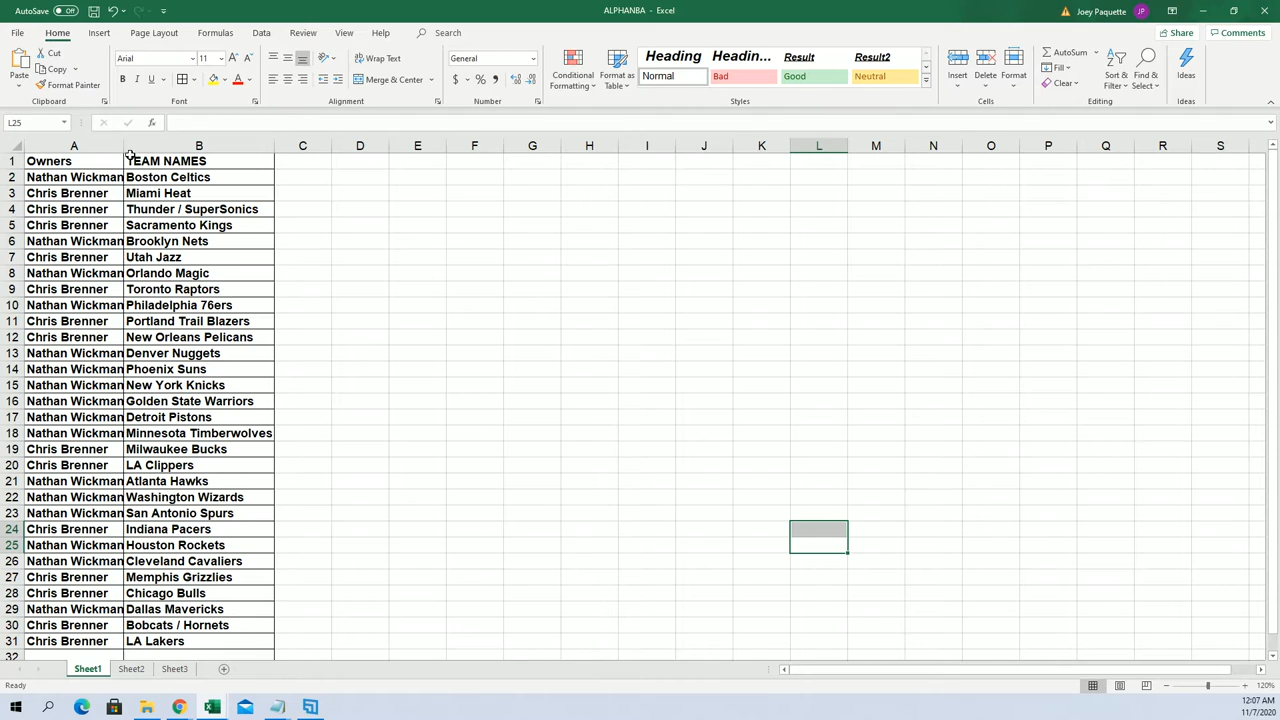 AutoSave Off ALPHANBA - Excel Joey Paquette JP
File Home Insert Page Layout Formulas Data Review View Help Search Share Comments
Paste Cut Copy Format Painter Arial 11 Wrap Text General Conditional Formatting Format as Table Heading Headin... Result Result2 Insert Delete Format AutoSum Fill Clear Sort & Filter Find & Select Ideas
B I U Merge & Center $ % Normal Bad Good Neutral
Clipboard Font Alignment Number Styles Cells Editing Ideas
L25 fx
A B C D E F G H I J K L M N O P Q R S
1 Owners TEAM NAMES
2 Nathan Wickman Boston Celtics
3 Chris Brenner Miami Heat
4 Chris Brenner Thunder / SuperSonics
5 Chris Brenner Sacramento Kings
6 Nathan Wickman Brooklyn Nets
7 Chris Brenner Utah Jazz
8 Nathan Wickman Orlando Magic
9 Chris Brenner Toronto Raptors
10 Nathan Wickman Philadelphia 76ers
11 Chris Brenner Portland Trail Blazers
12 Chris Brenner New Orleans Pelicans
13 Nathan Wickman Denver Nuggets
14 Nathan Wickman Phoenix Suns
15 Nathan Wickman New York Knicks
16 Nathan Wickman Golden State Warriors
17 Nathan Wickman Detroit Pistons
18 Nathan Wickman Minnesota Timberwolves
19 Chris Brenner Milwaukee Bucks
20 Chris Brenner LA Clippers
21 Nathan Wickman Atlanta Hawks
22 Nathan Wickman Washington Wizards
23 Nathan Wickman San Antonio Spurs
24 Chris Brenner Indiana Pacers
25 Nathan Wickman Houston Rockets
26 Nathan Wickman Cleveland Cavaliers
27 Chris Brenner Memphis Grizzlies
28 Chris Brenner Chicago Bulls
29 Nathan Wickman Dallas Mavericks
30 Chris Brenner Bobcats / Hornets
31 Chris Brenner LA Lakers
32
Sheet1 Sheet2 Sheet3
Ready 120%
12:07 AM
11/7/2020